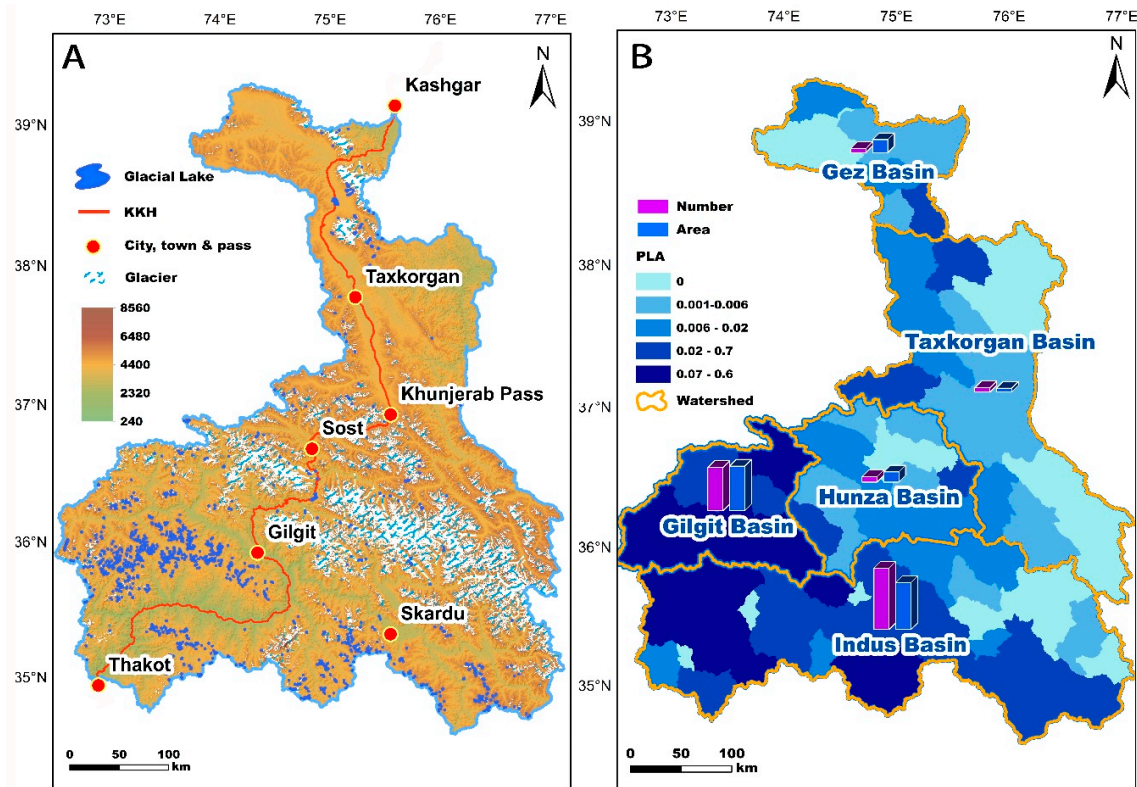 73°E 74°E 75°E 76°E 77°E
A
N
39°N
38°N
37°N
36°N
35°N
Kashgar
Glacial Lake
KKH
City, town & pass
Glacier
8560
6480
4400
2320
240
Taxkorgan
Khunjerab Pass
Sost
Gilgit
Skardu
Thakot
0 50 100
km
73°E 74°E 75°E 76°E 77°E
B
N
39°N
38°N
37°N
36°N
35°N
Gez Basin
Number
Area
PLA
0
0.001-0.006
0.006 - 0.02
0.02 - 0.7
0.07 - 0.6
Watershed
Taxkorgan Basin
Hunza Basin
Gilgit Basin
Indus Basin
0 50 100
km